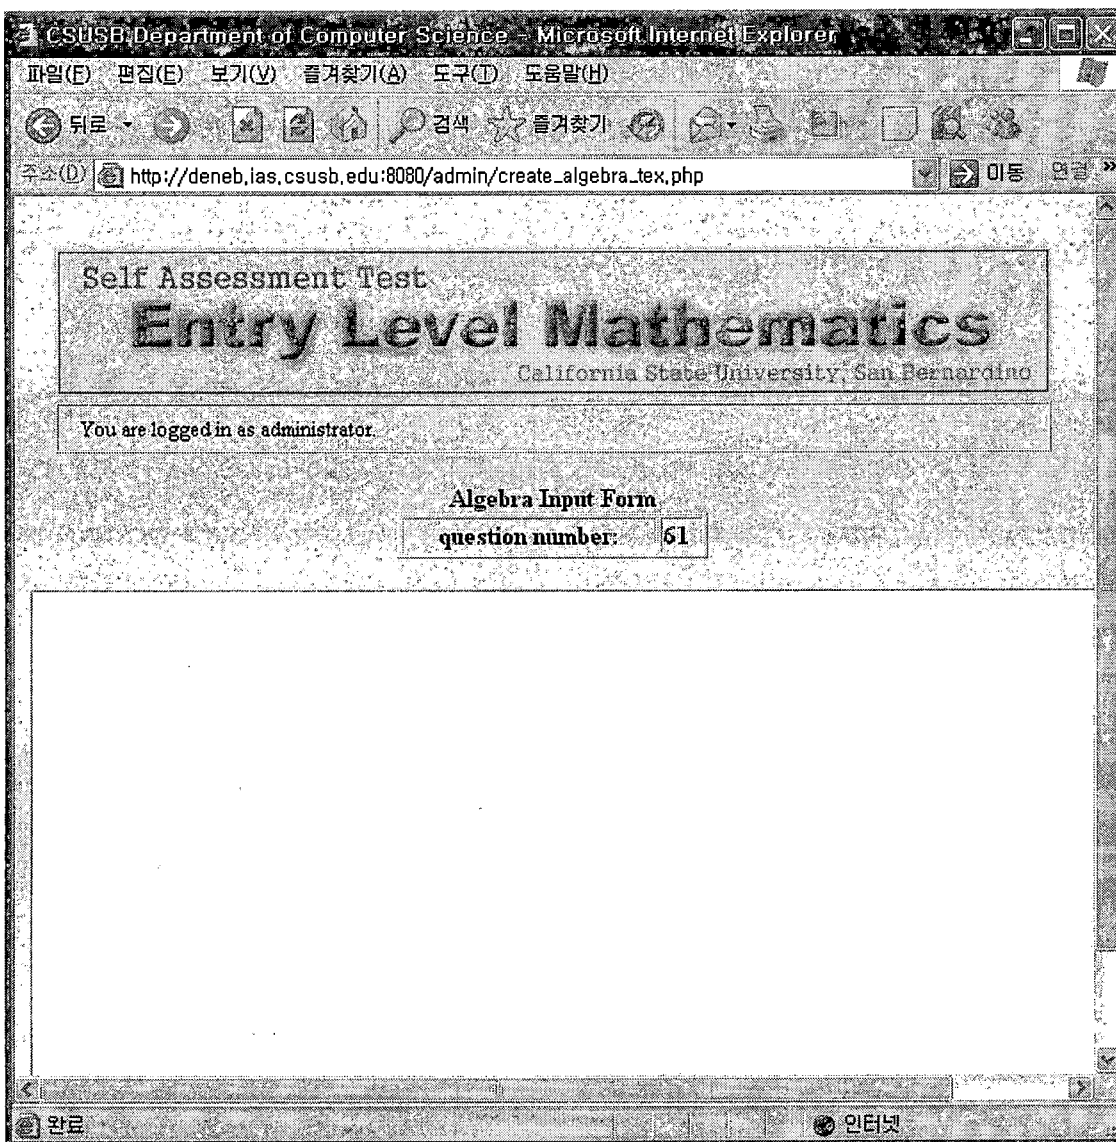 CSUSB Department of Computer Science - Microsoft Internet Explorer
파일(F) 편집(E) 보기(V) 즐겨찾기(A) 도구(T) 도움말(H)
뒤로 검색 즐겨찾기
주소(D) http://deneb.ias.csusb.edu:8080/admin/create_algebra_tex.php 이동 연결 »
Self Assessment Test
Entry Level Mathematics
California State University, San Bernardino
You are logged in as administrator.
Algebra Input Form
question number: 61
완료 인터넷